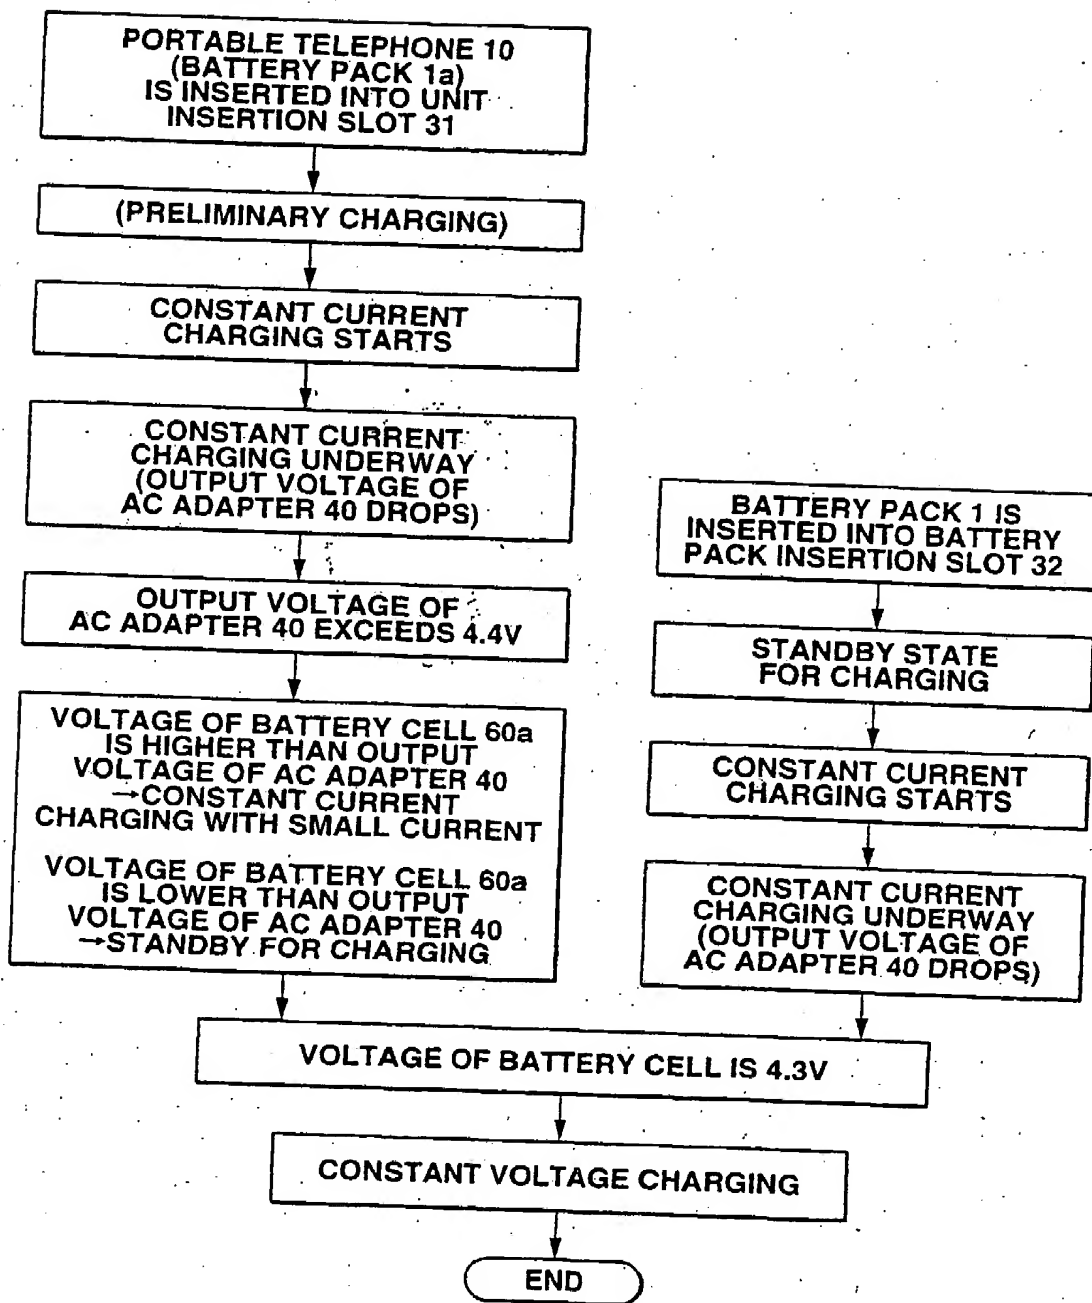 PORTABLE TELEPHONE 10
(BATTERY PACK 1a)
IS INSERTED INTO UNIT
INSERTION SLOT 31
(PRELIMINARY CHARGING)
CONSTANT CURRENT
CHARGING STARTS
CONSTANT CURRENT
CHARGING UNDERWAY
(OUTPUT VOLTAGE OF
AC ADAPTER 40 DROPS)
OUTPUT VOLTAGE OF
AC ADAPTER 40 EXCEEDS 4.4V
VOLTAGE OF BATTERY CELL 60a
IS HIGHER THAN OUTPUT
VOLTAGE OF AC ADAPTER 40
→CONSTANT CURRENT
CHARGING WITH SMALL CURRENT
VOLTAGE OF BATTERY CELL 60a
IS LOWER THAN OUTPUT
VOLTAGE OF AC ADAPTER 40
→STANDBY FOR CHARGING
BATTERY PACK 1 IS
INSERTED INTO BATTERY
PACK INSERTION SLOT 32
STANDBY STATE
FOR CHARGING
CONSTANT CURRENT
CHARGING STARTS
CONSTANT CURRENT
CHARGING UNDERWAY
(OUTPUT VOLTAGE OF
AC ADAPTER 40 DROPS)
VOLTAGE OF BATTERY CELL IS 4.3V
CONSTANT VOLTAGE CHARGING
END